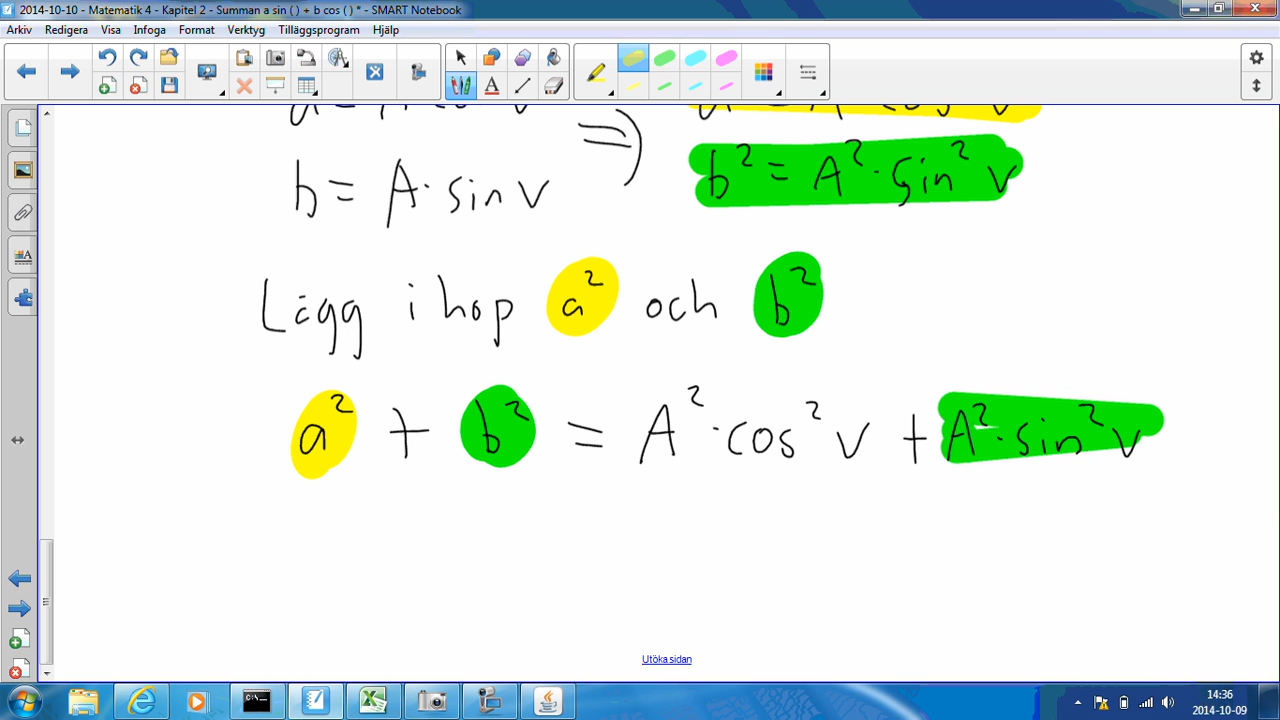 2014-10-10 - Matematik 4 - Kapitel 2 - Summan a sin ( ) + b cos ( ) * - SMART Notebook
Arkiv Redigera Visa Infoga Format Verktyg Tilläggsprogram Hjälp
b = A · sin v ⇒ b² = A² · sin² v
Lägg i hop a² och b²
a² + b² = A² · cos² v + A² · sin² v
Utöka sidan
14:36
2014-10-09